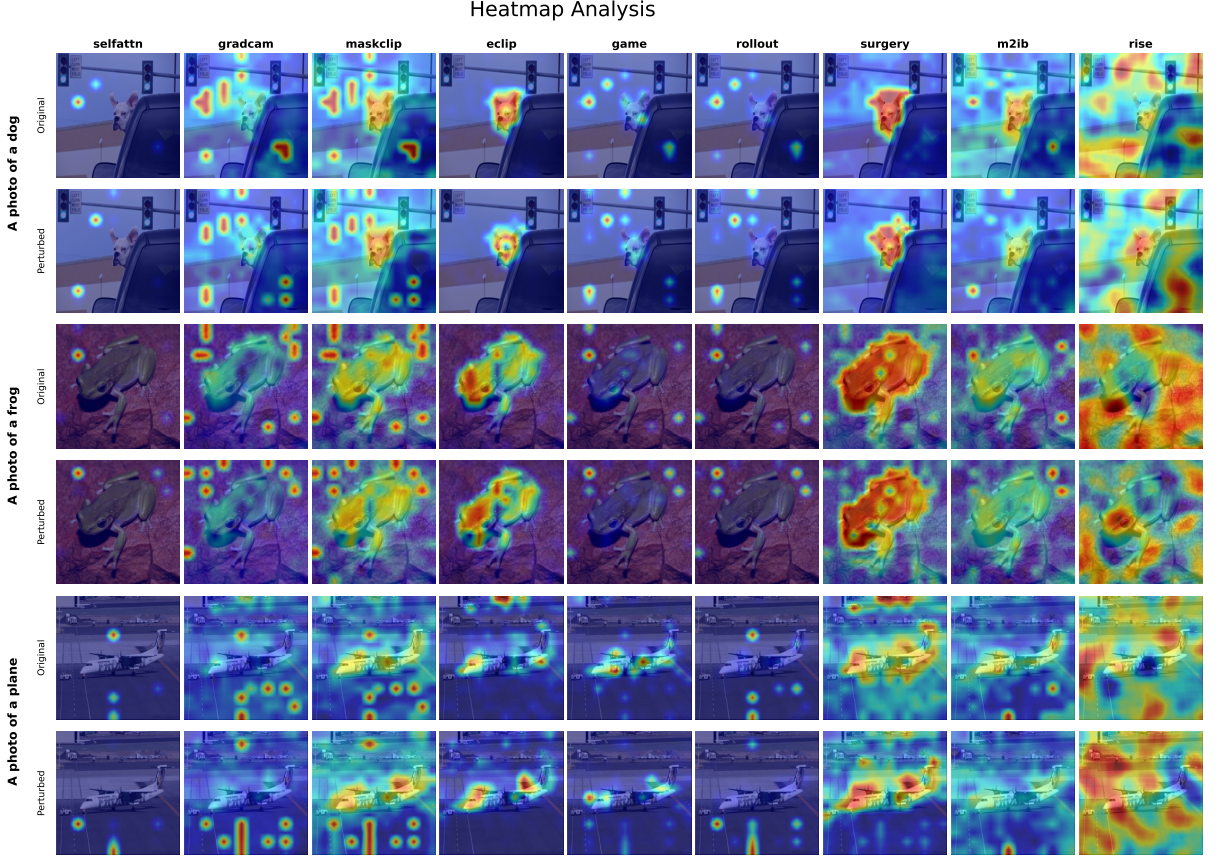 Heatmap Analysis
selfattn gradcam maskclip eclip game rollout surgery m2ib rise
A photo of a dog
Original
Perturbed
A photo of a frog
Original
Perturbed
A photo of a plane
Original
Perturbed